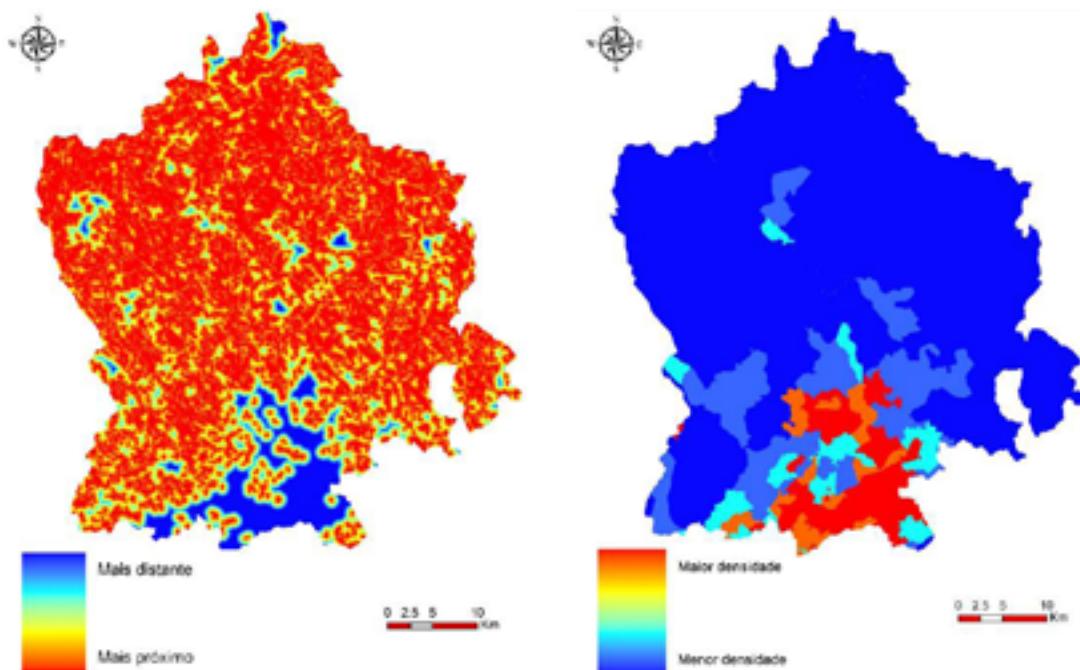 Mais distante
Mais próximo
0 2.5 5 10
Km
Maior densidade
Menor densidade
0 2.5 5 10
Km